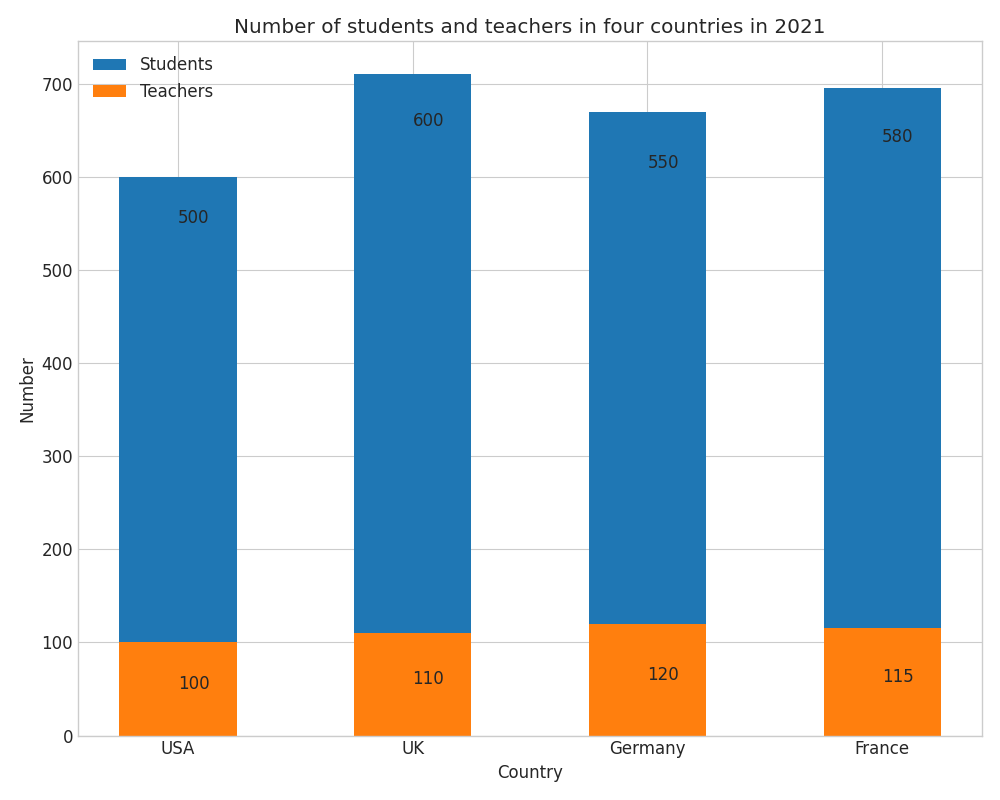 Number of students and teachers in four countries in 2021
Students
Teachers
700
600
500
400
300
200
100
0
Number
500
600
550
580
100
110
120
115
USA
UK
Germany
France
Country